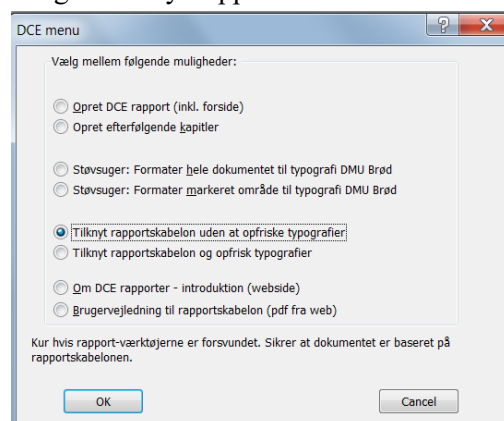 DCE menu
Vælg mellem følgende muligheder:
Opret DCE rapport (inkl. forside)
Opret efterfølgende kapitler
Støvsuger: Formater hele dokumentet til typografi DMU Brød
Støvsuger: Formater markeret område til typografi DMU Brød
Tilknyt rapportskabelon uden at opfriske typografier
Tilknyt rapportskabelon og opfrisk typografier
Om DCE rapporter - introduktion (webside)
Brugervejledning til rapportskabelon (pdf fra web)
Kur hvis rapport-værktøjerne er forsvundet. Sikrer at dokumentet er baseret på
rapportskabelonen.
OK
Cancel